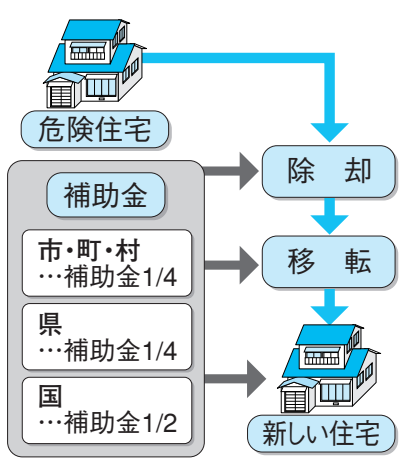 危険住宅
補助金
市・町・村
…補助金1/4
県
…補助金1/4
国
…補助金1/2
除 却
移 転
新しい住宅